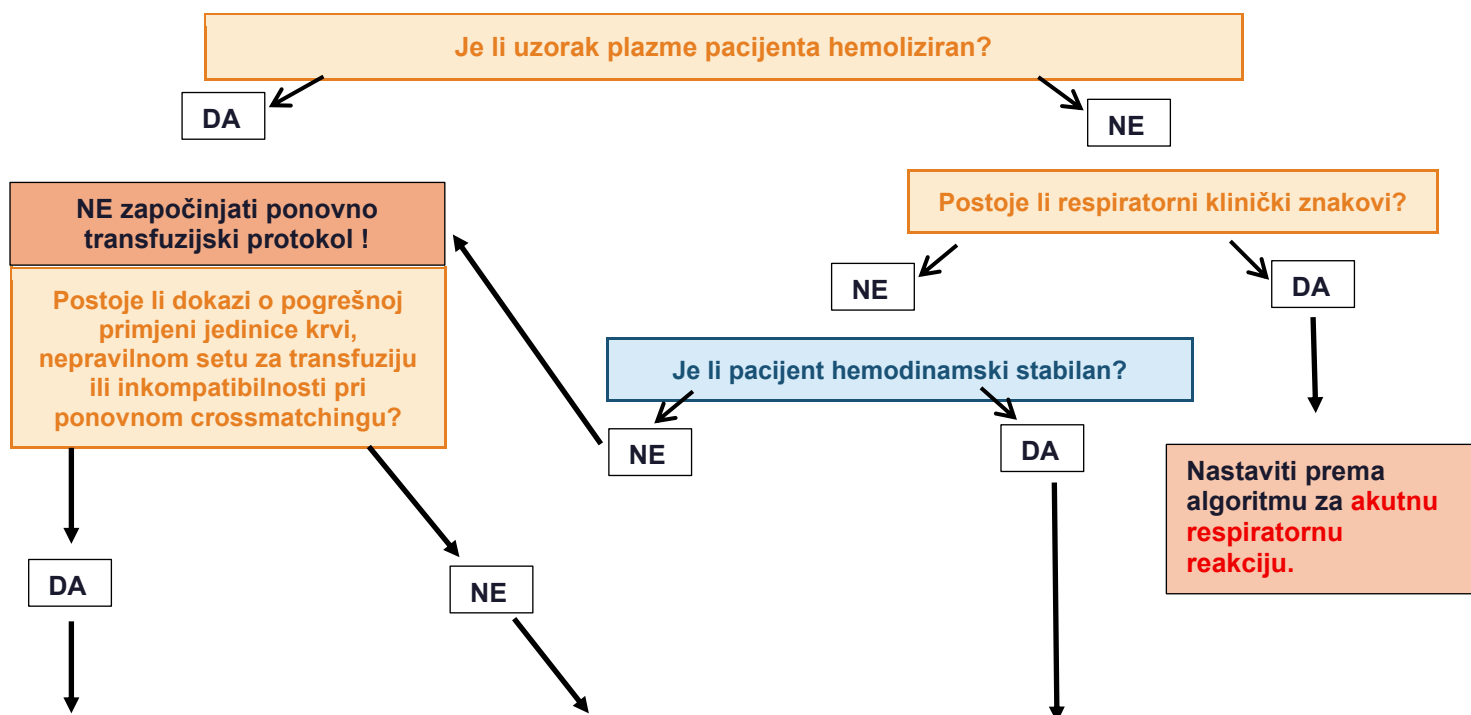 Je li uzorak plazme pacijenta hemoliziran?
DA
NE
NE započinjati ponovno
transfuzijski protokol !
Postoje li respiratorni klinički znakovi?
Postoje li dokazi o pogrešnoj
primjeni jedinice krvi,
nepravilnom setu za transfuziju
ili inkompatibilnosti pri
ponovnom crossmatchingu?
NE
DA
Je li pacijent hemodinamski stabilan?
NE
DA
Nastaviti prema
algoritmu za akutnu
respiratornu
reakciju.
DA
NE